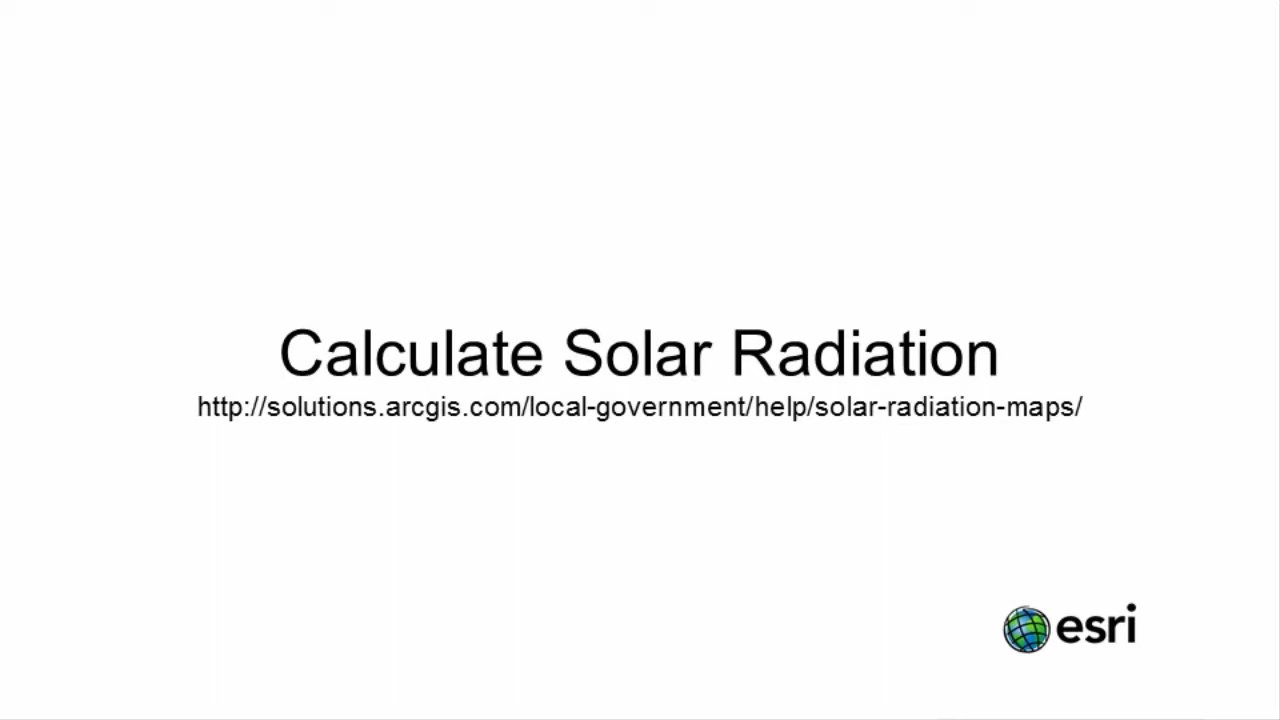 Calculate Solar Radiation
http://solutions.arcgis.com/local-government/help/solar-radiation-maps/
esri